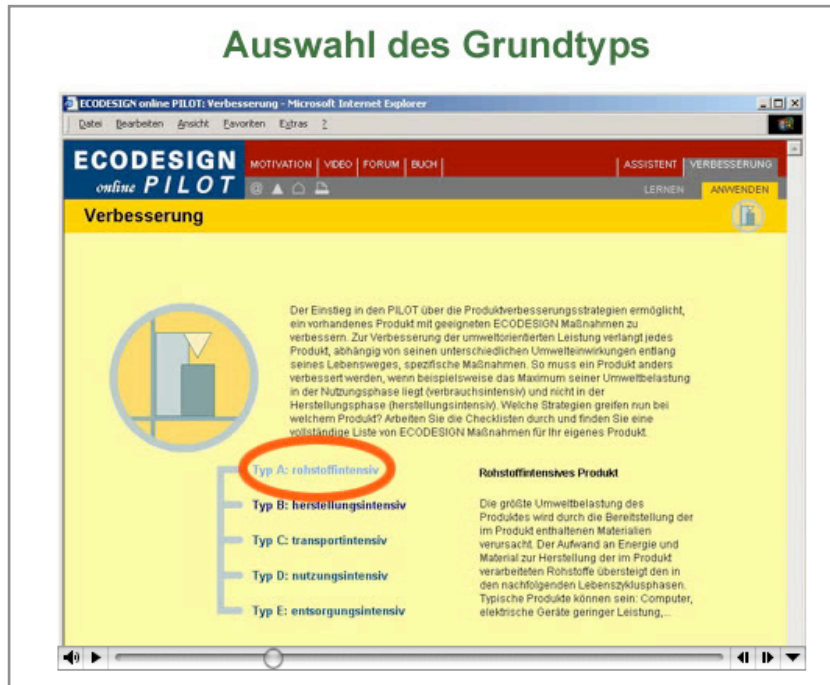 Auswahl des Grundtyps
ECODESIGN online PILOT: Verbesserung - Microsoft Internet Explorer
Datei Bearbeiten Ansicht Favoriten Extras ?
ECODESIGN
online PILOT
MOTIVATION | VIDEO | FORUM | BUCH |
| ASSISTENT | VERBESSERUNG
@
LERNEN ANWENDEN
Verbesserung
Der Einstieg in den PILOT über die Produktverbesserungsstrategien ermöglicht,
ein vorhandenes Produkt mit geeigneten ECODESIGN Maßnahmen zu
verbessern. Zur Verbesserung der umweltorientierten Leistung verlangt jedes
Produkt, abhängig von seinen unterschiedlichen Umwelteinwirkungen entlang
seines Lebensweges, spezifische Maßnahmen. So muss ein Produkt anders
verbessert werden, wenn beispielsweise das Maximum seiner Umweltbelastung
in der Nutzungsphase liegt (verbrauchsintensiv) und nicht in der
Herstellungsphase (herstellungsintensiv). Welche Strategien greifen nun bei
welchem Produkt? Arbeiten Sie die Checklisten durch und finden Sie eine
vollständige Liste von ECODESIGN Maßnahmen für Ihr eigenes Produkt.
Typ A: rohstoffintensiv
Typ B: herstellungsintensiv
Typ C: transportintensiv
Typ D: nutzungsintensiv
Typ E: entsorgungsintensiv
Rohstoffintensives Produkt
Die größte Umweltbelastung des
Produktes wird durch die Bereitstellung der
im Produkt enthaltenen Materialien
verursacht. Der Aufwand an Energie und
Material zur Herstellung der im Produkt
verarbeiteten Rohstoffe übersteigt den in
den nachfolgenden Lebenszyklusphasen.
Typische Produkte können sein: Computer,
elektrische Geräte geringer Leistung,...